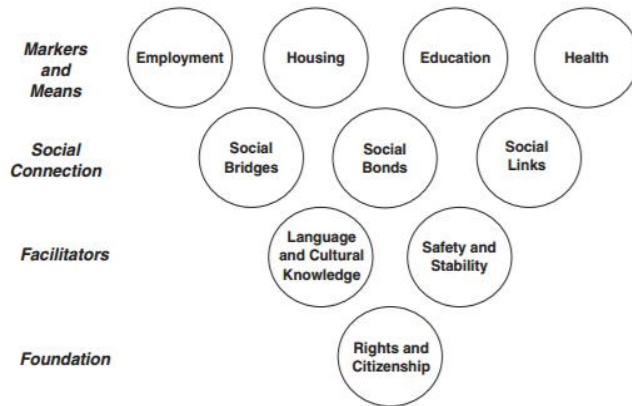 Markers
and
Means
Employment
Housing
Education
Health
Social
Connection
Social
Bridges
Social
Bonds
Social
Links
Facilitators
Language
and Cultural
Knowledge
Safety and
Stability
Foundation
Rights and
Citizenship